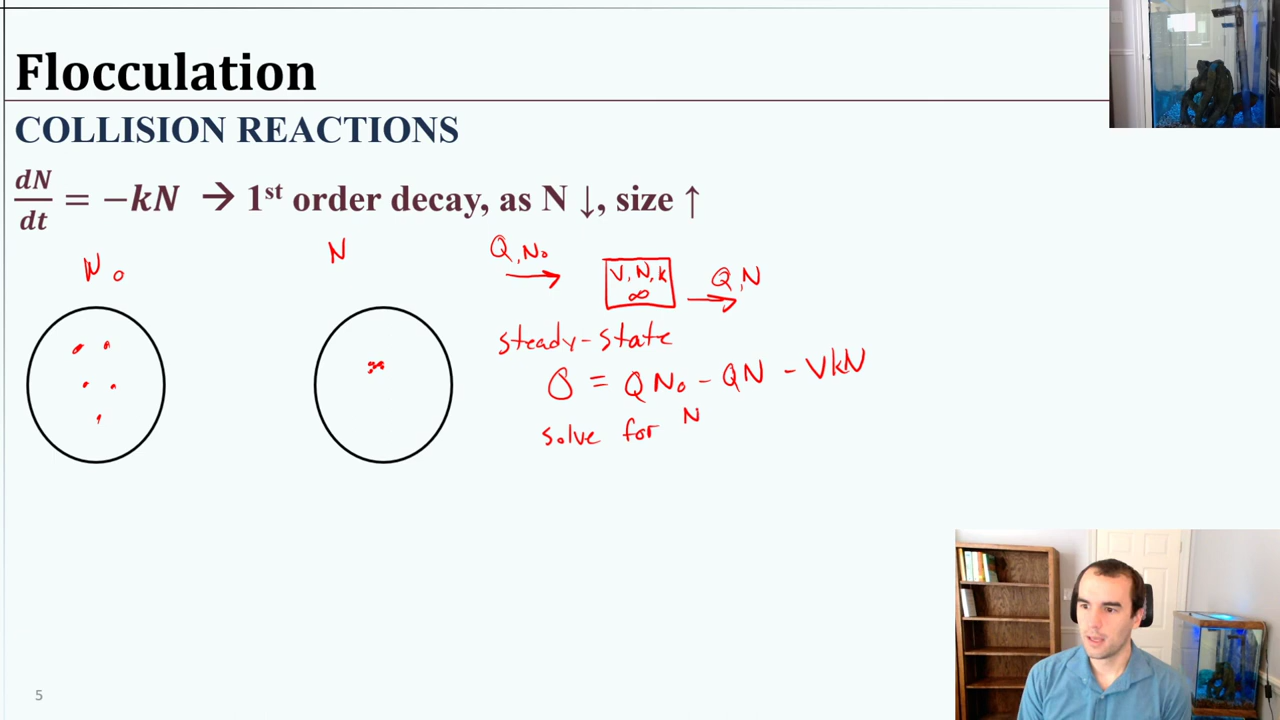 Flocculation
COLLISION REACTIONS
dN/dt = −kN → 1st order decay, as N ↓, size ↑
N₀
N
Q, N₀
V, N, k
∞
Q, N
steady-state
0 = QN₀ - QN - VkN
solve for N
5